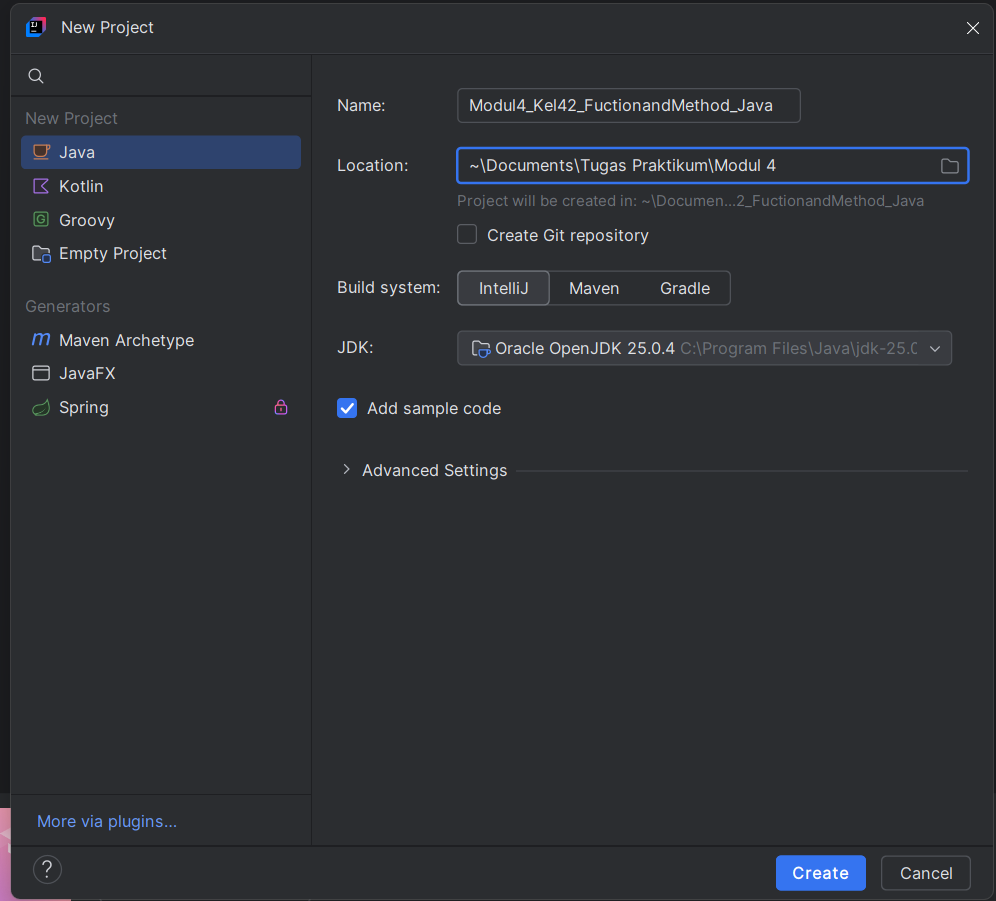 New Project
New Project
Java
Kotlin
Groovy
Empty Project
Generators
Maven Archetype
JavaFX
Spring
More via plugins...
Name: Modul4_Kel42_FuctionandMethod_Java
Location: ~\Documents\Tugas Praktikum\Modul 4
Project will be created in: ~\Documen...2_FuctionandMethod_Java
Create Git repository
Build system: IntelliJ Maven Gradle
JDK: Oracle OpenJDK 25.0.4 C:\Program Files\Java\jdk-25.0
Add sample code
Advanced Settings
? Create Cancel